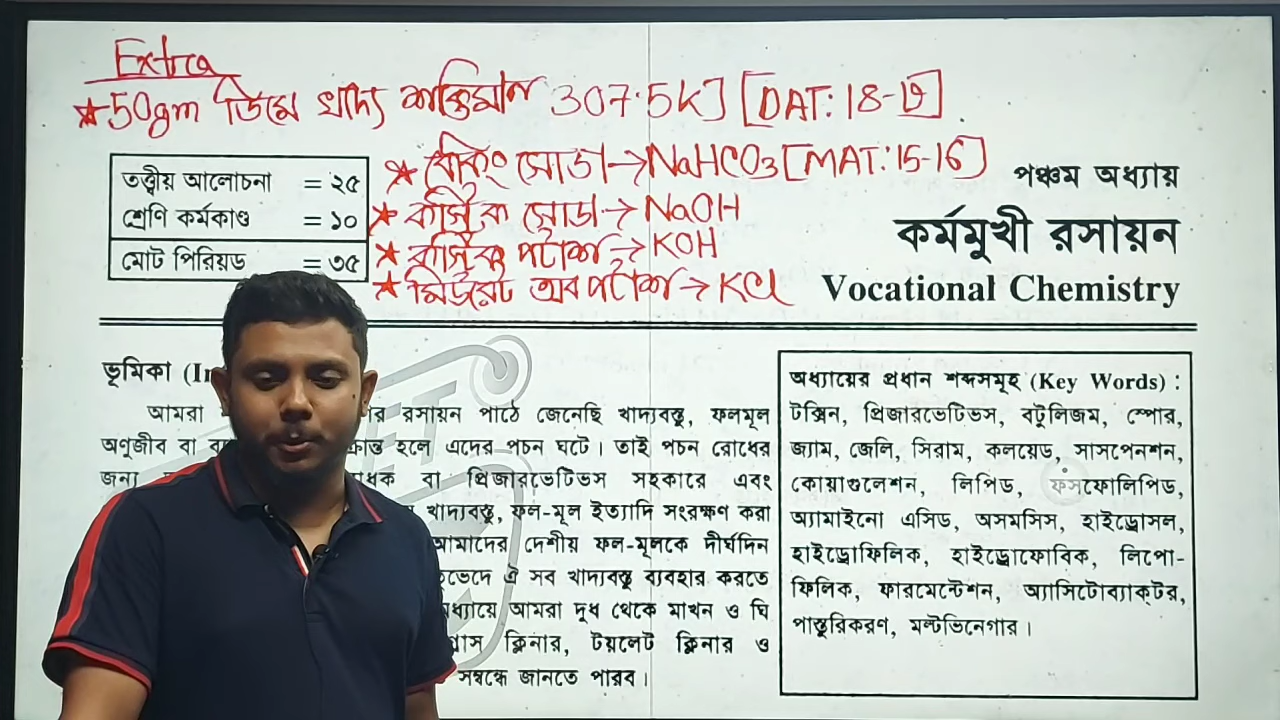 Extra
★ 50gm ডিমে খাদ্য শক্তিমান 307.5KJ [DAT: 18-19]
★ বেকিং সোডা → NaHCO3 [MAT: 15-16]
★ কস্টিক সোডা → NaOH
★ কস্টিক পটাশ → KOH
★ মিউরেট অব পটাশ → KCl
তত্ত্বীয় আলোচনা = ২৫
শ্রেণি কর্মকাণ্ড = ১০
মোট পিরিয়ড = ৩৫
পঞ্চম অধ্যায়
কর্মমুখী রসায়ন
Vocational Chemistry
ভূমিকা (In
আমরা র রসায়ন পাঠে জেনেছি খাদ্যবস্তু, ফলমূল
অণুজীব বা ক্রান্ত হলে এদের পচন ঘটে। তাই পচন রোধের
জন্য ধক বা প্রিজারভেটিভস সহকারে এবং
খাদ্যবস্তু, ফল-মূল ইত্যাদি সংরক্ষণ করা
আমাদের দেশীয় ফল-মূলকে দীর্ঘদিন
ভেদে ঐ সব খাদ্যবস্তু ব্যবহার করতে
ধ্যায়ে আমরা দুধ থেকে মাখন ও ঘি
গ্লাস ক্লিনার, টয়লেট ক্লিনার ও
সম্বন্ধে জানতে পারব।
অধ্যায়ের প্রধান শব্দসমূহ (Key Words) :
টক্সিন, প্রিজারভেটিভস, বটুলিজম, স্পোর,
জ্যাম, জেলি, সিরাম, কলয়েড, সাসপেনশন,
কোয়াগুলেশন, লিপিড, ফসফোলিপিড,
অ্যামাইনো এসিড, অসমসিস, হাইড্রোসল,
হাইড্রোফিলিক, হাইড্রোফোবিক, লিপো-
ফিলিক, ফারমেন্টেশন, অ্যাসিটোব্যাক্টর,
পাস্তুরিকরণ, মল্টভিনেগার।